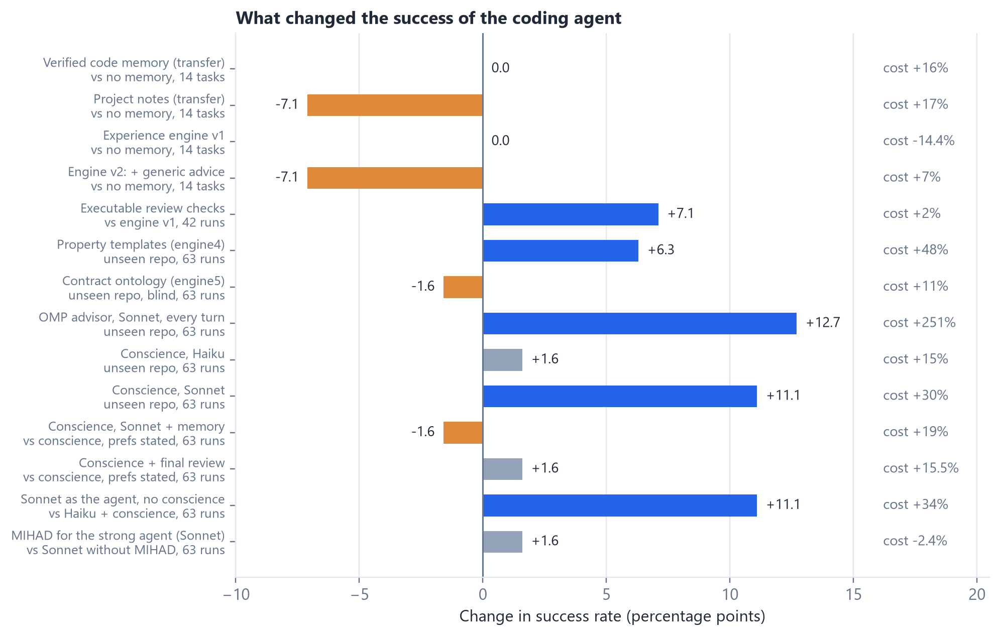 What changed the success of the coding agent
Verified code memory (transfer)
vs no memory, 14 tasks
0.0
cost +16%
Project notes (transfer)
vs no memory, 14 tasks
-7.1
cost +17%
Experience engine v1
vs no memory, 14 tasks
0.0
cost -14.4%
Engine v2: + generic advice
vs no memory, 14 tasks
-7.1
cost +7%
Executable review checks
vs engine v1, 42 runs
+7.1
cost +2%
Property templates (engine4)
unseen repo, 63 runs
+6.3
cost +48%
Contract ontology (engine5)
unseen repo, blind, 63 runs
-1.6
cost +11%
OMP advisor, Sonnet, every turn
unseen repo, 63 runs
+12.7
cost +251%
Conscience, Haiku
unseen repo, 63 runs
+1.6
cost +15%
Conscience, Sonnet
unseen repo, 63 runs
+11.1
cost +30%
Conscience, Sonnet + memory
vs conscience, prefs stated, 63 runs
-1.6
cost +19%
Conscience + final review
vs conscience, prefs stated, 63 runs
+1.6
cost +15.5%
Sonnet as the agent, no conscience
vs Haiku + conscience, 63 runs
+11.1
cost +34%
MIHAD for the strong agent (Sonnet)
vs Sonnet without MIHAD, 63 runs
+1.6
cost -2.4%
−10 −5 0 5 10 15 20
Change in success rate (percentage points)